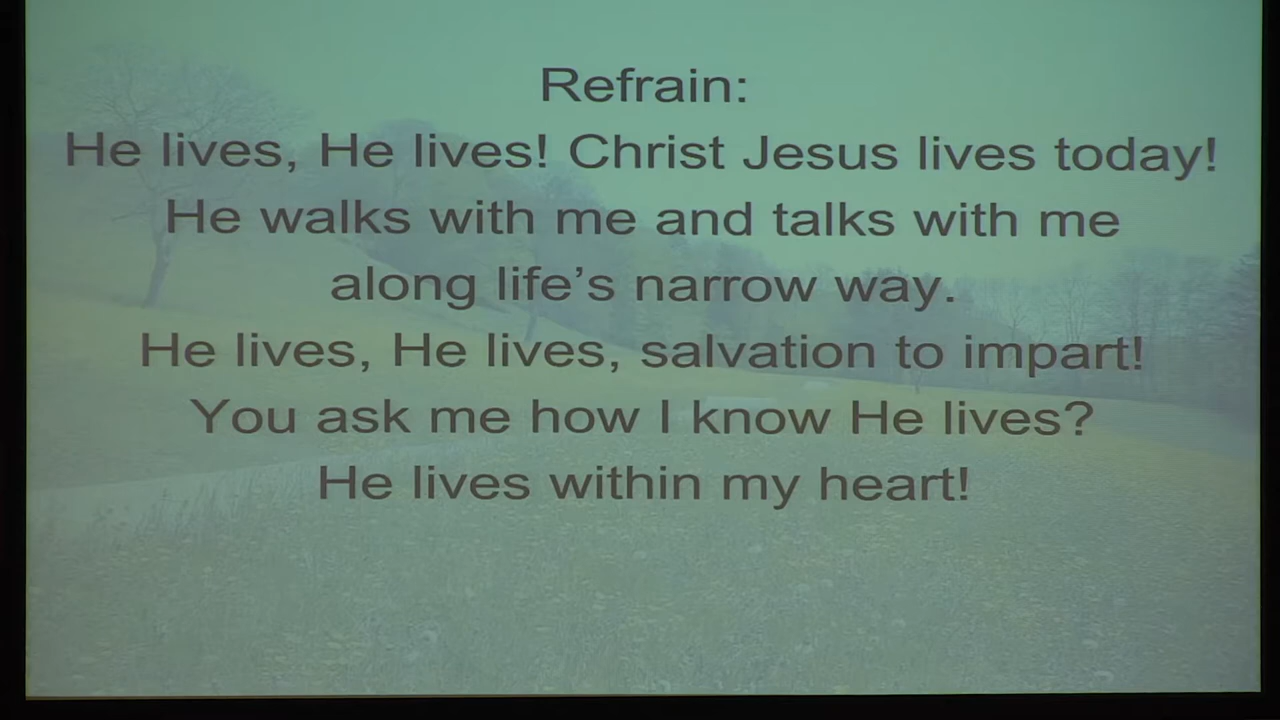 Refrain:
He lives, He lives! Christ Jesus lives today!
He walks with me and talks with me
along life’s narrow way.
He lives, He lives, salvation to impart!
You ask me how I know He lives?
He lives within my heart!